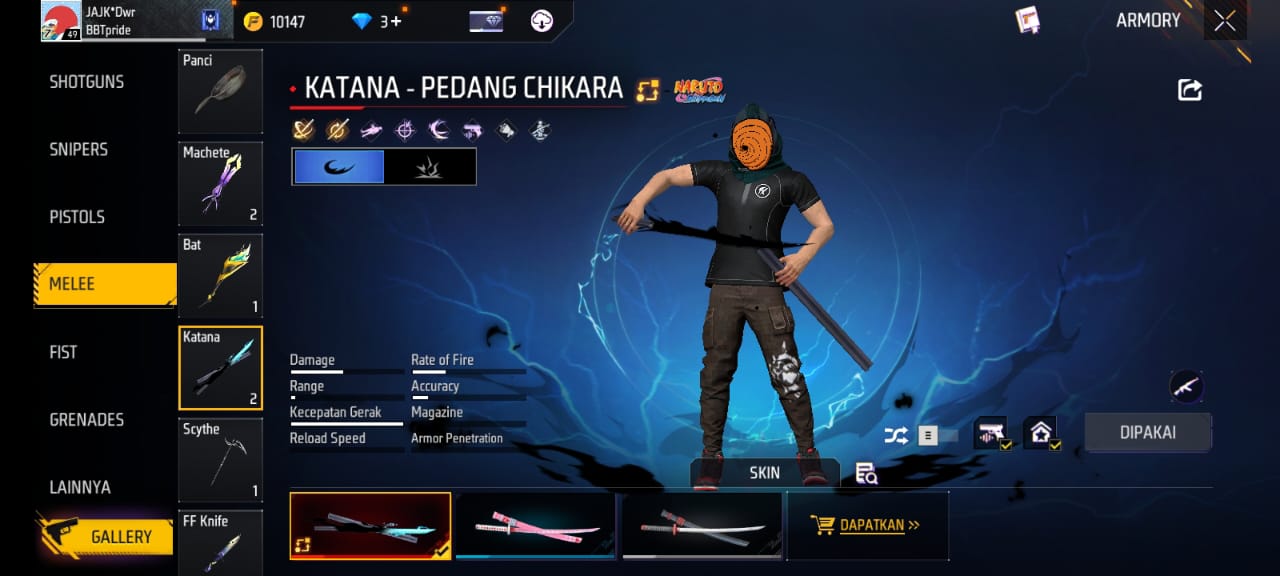 JAJK*Dwr
BBTpride
49
10147
3+
ARMORY
SHOTGUNS
SNIPERS
PISTOLS
MELEE
FIST
GRENADES
LAINNYA
GALLERY
Panci
Machete
2
Bat
1
Katana
2
Scythe
1
FF Knife
KATANA - PEDANG CHIKARA
NARUTO
Damage
Rate of Fire
Range
Accuracy
Kecepatan Gerak
Magazine
Reload Speed
Armor Penetration
DIPAKAI
SKIN
DAPATKAN >>